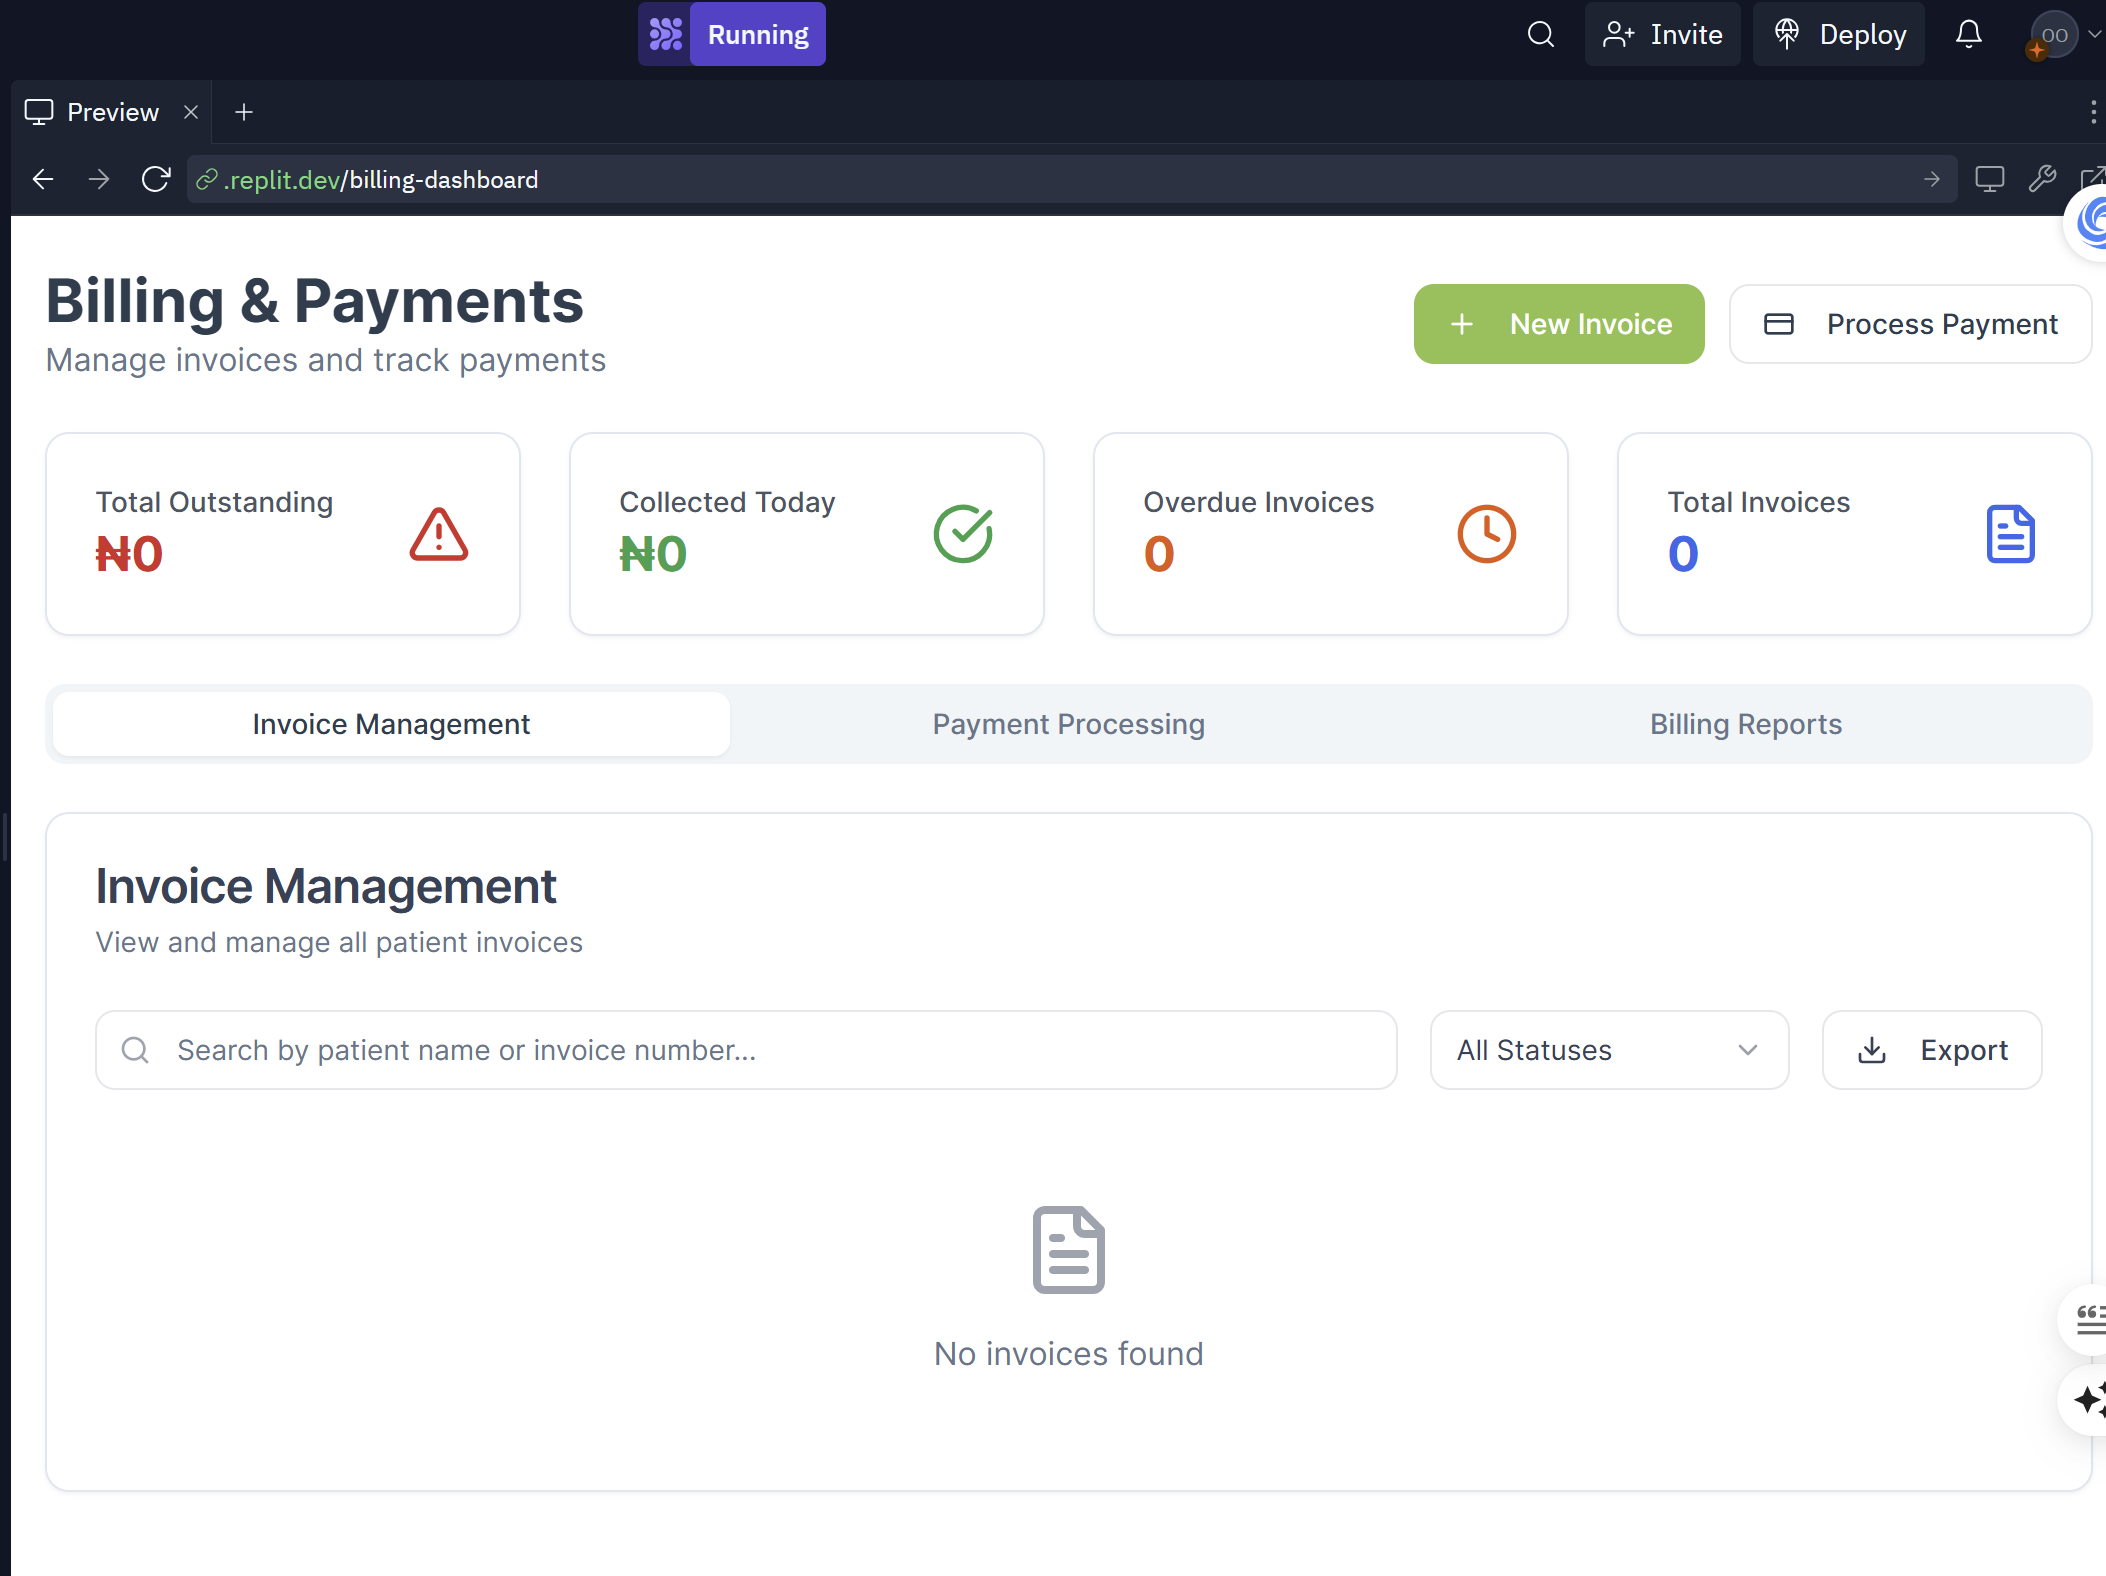 Running
Invite
Deploy
OO
Preview
.replit.dev/billing-dashboard
Billing & Payments
Manage invoices and track payments
New Invoice
Process Payment
Total Outstanding
₦0
Collected Today
₦0
Overdue Invoices
0
Total Invoices
0
Invoice Management
Payment Processing
Billing Reports
Invoice Management
View and manage all patient invoices
Search by patient name or invoice number...
All Statuses
Export
No invoices found